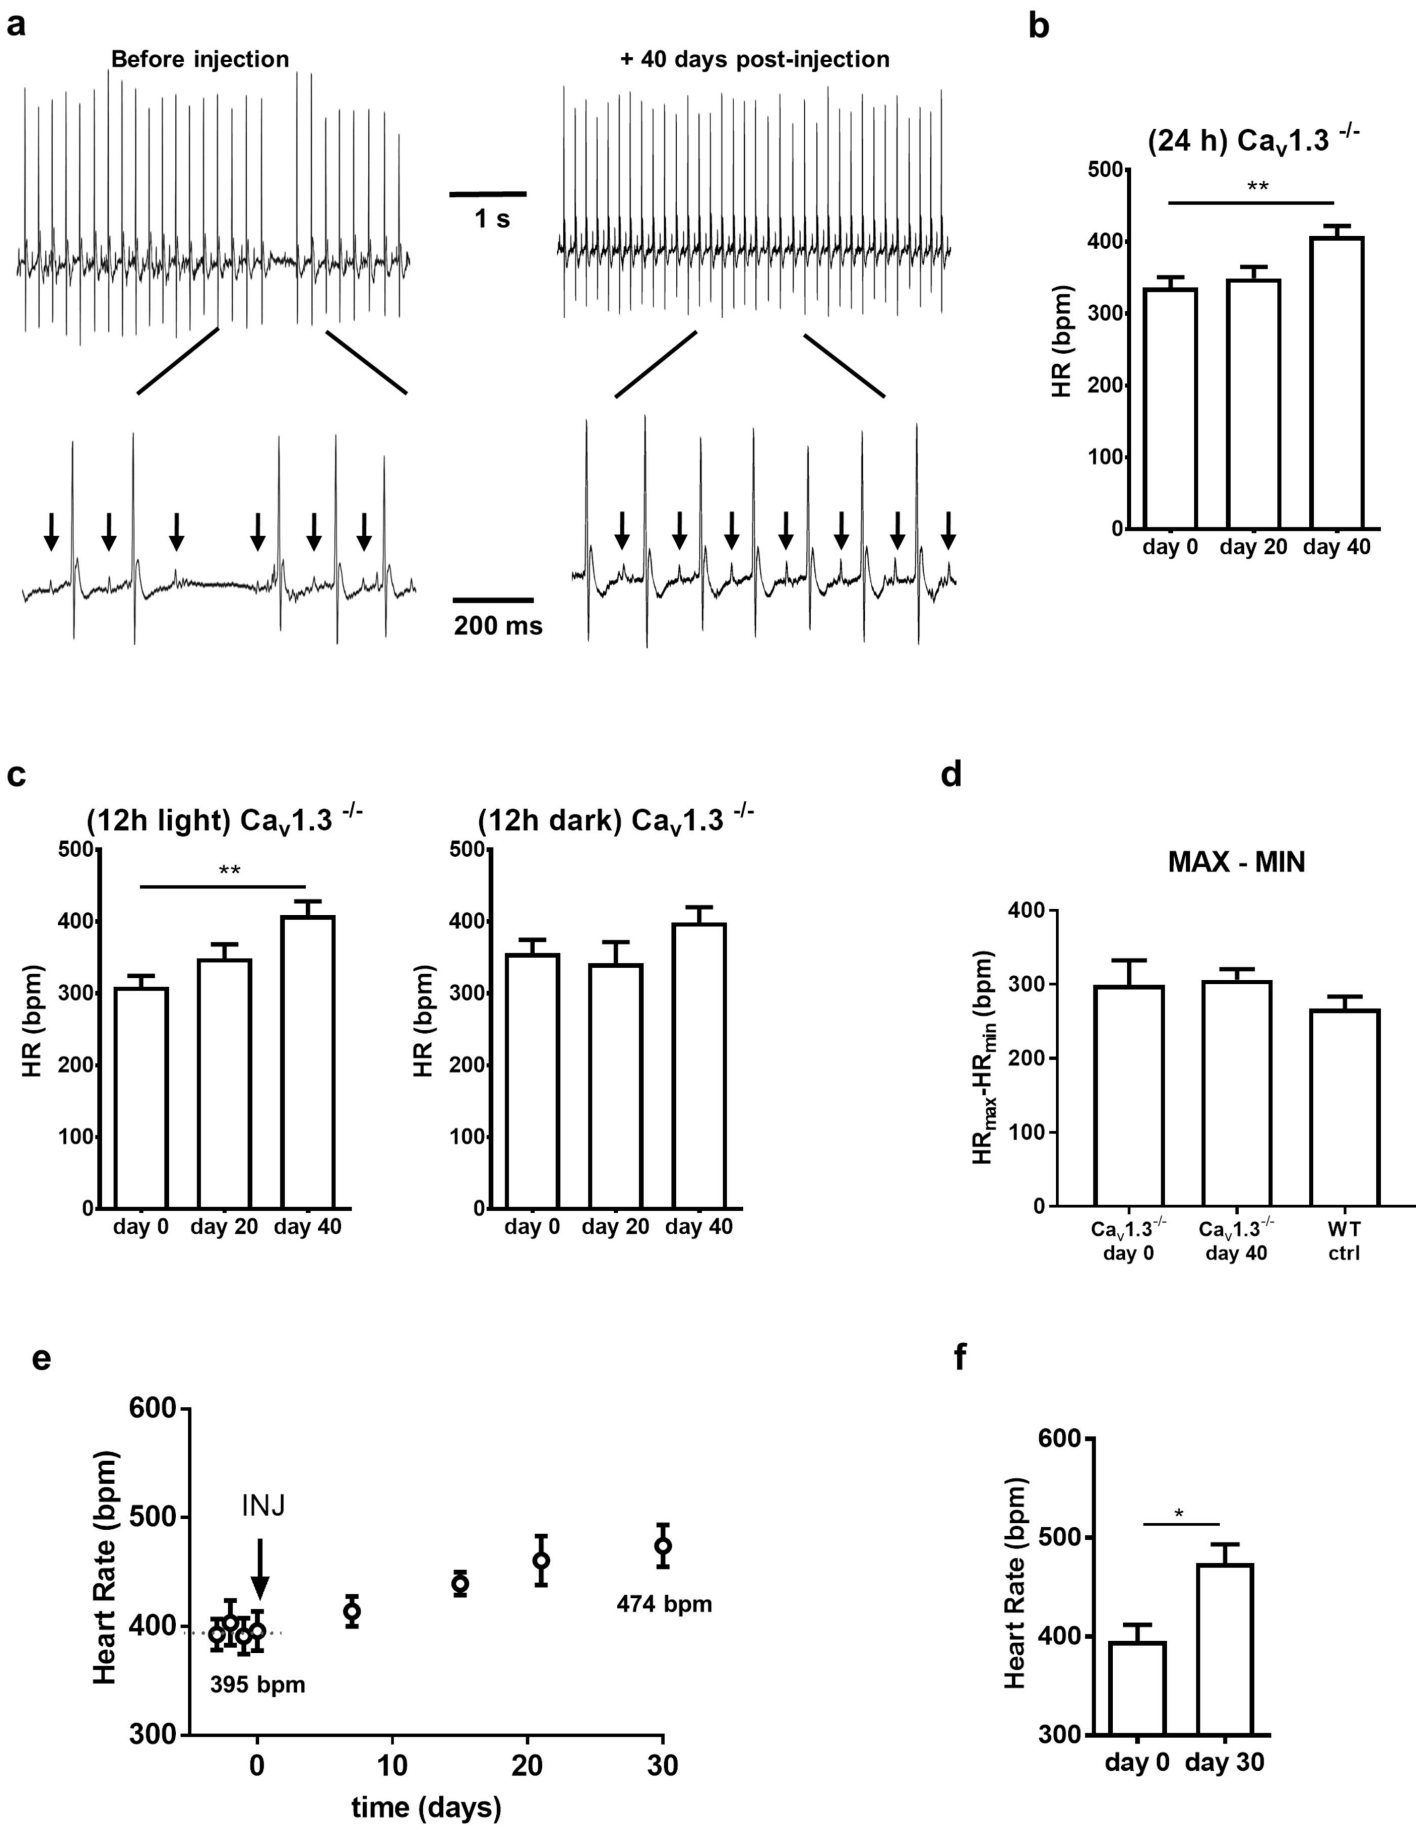 a
Before injection
+ 40 days post-injection
1 s
200 ms
b
(24 h) Cav1.3 -/-
**
500
400
300
200
100
0
HR (bpm)
day 0 day 20 day 40
c
(12h light) Cav1.3 -/-
**
500
400
300
200
100
0
HR (bpm)
day 0 day 20 day 40
(12h dark) Cav1.3 -/-
500
400
300
200
100
0
HR (bpm)
day 0 day 20 day 40
d
MAX - MIN
400
300
200
100
0
HRmax-HRmin (bpm)
Cav1.3-/- Cav1.3-/- WT
day 0 day 40 ctrl
e
600
500
400
300
Heart Rate (bpm)
INJ
474 bpm
395 bpm
0 10 20 30
time (days)
f
600
500
400
300
Heart Rate (bpm)
*
day 0 day 30